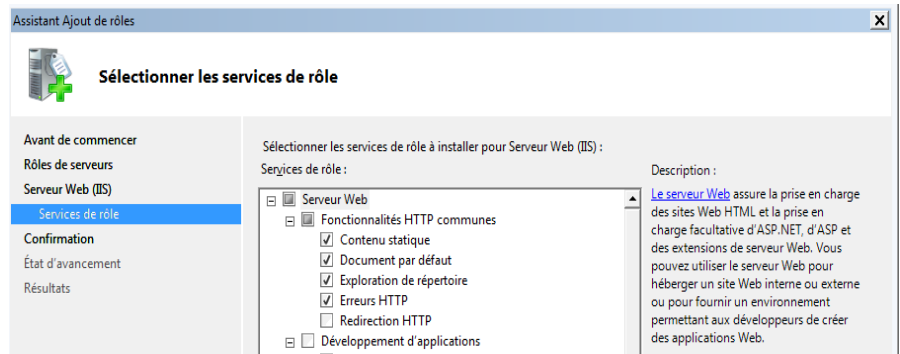 Assistant Ajout de rôles
Sélectionner les services de rôle
Avant de commencer
Rôles de serveurs
Serveur Web (IIS)
Services de rôle
Confirmation
État d'avancement
Résultats
Sélectionner les services de rôle à installer pour Serveur Web (IIS) :
Services de rôle :
Serveur Web
Fonctionnalités HTTP communes
Contenu statique
Document par défaut
Exploration de répertoire
Erreurs HTTP
Redirection HTTP
Développement d'applications
Description :
Le serveur Web assure la prise en charge
des sites Web HTML et la prise en
charge facultative d'ASP.NET, d'ASP et
des extensions de serveur Web. Vous
pouvez utiliser le serveur Web pour
héberger un site Web interne ou externe
ou pour fournir un environnement
permettant aux développeurs de créer
des applications Web.